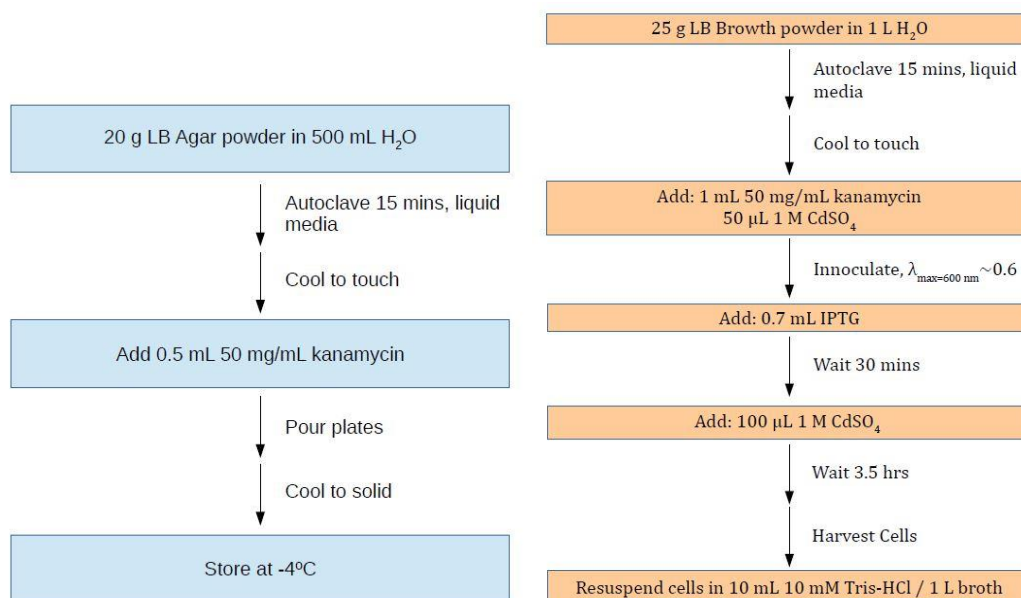 20 g LB Agar powder in 500 mL H₂O
Autoclave 15 mins, liquid
media
Cool to touch
Add 0.5 mL 50 mg/mL kanamycin
Pour plates
Cool to solid
Store at -4ºC
25 g LB Browth powder in 1 L H₂O
Autoclave 15 mins, liquid
media
Cool to touch
Add: 1 mL 50 mg/mL kanamycin
50 μL 1 M CdSO₄
Innoculate, λmax=600 nm~0.6
Add: 0.7 mL IPTG
Wait 30 mins
Add: 100 μL 1 M CdSO₄
Wait 3.5 hrs
Harvest Cells
Resuspend cells in 10 mL 10 mM Tris-HCl / 1 L broth